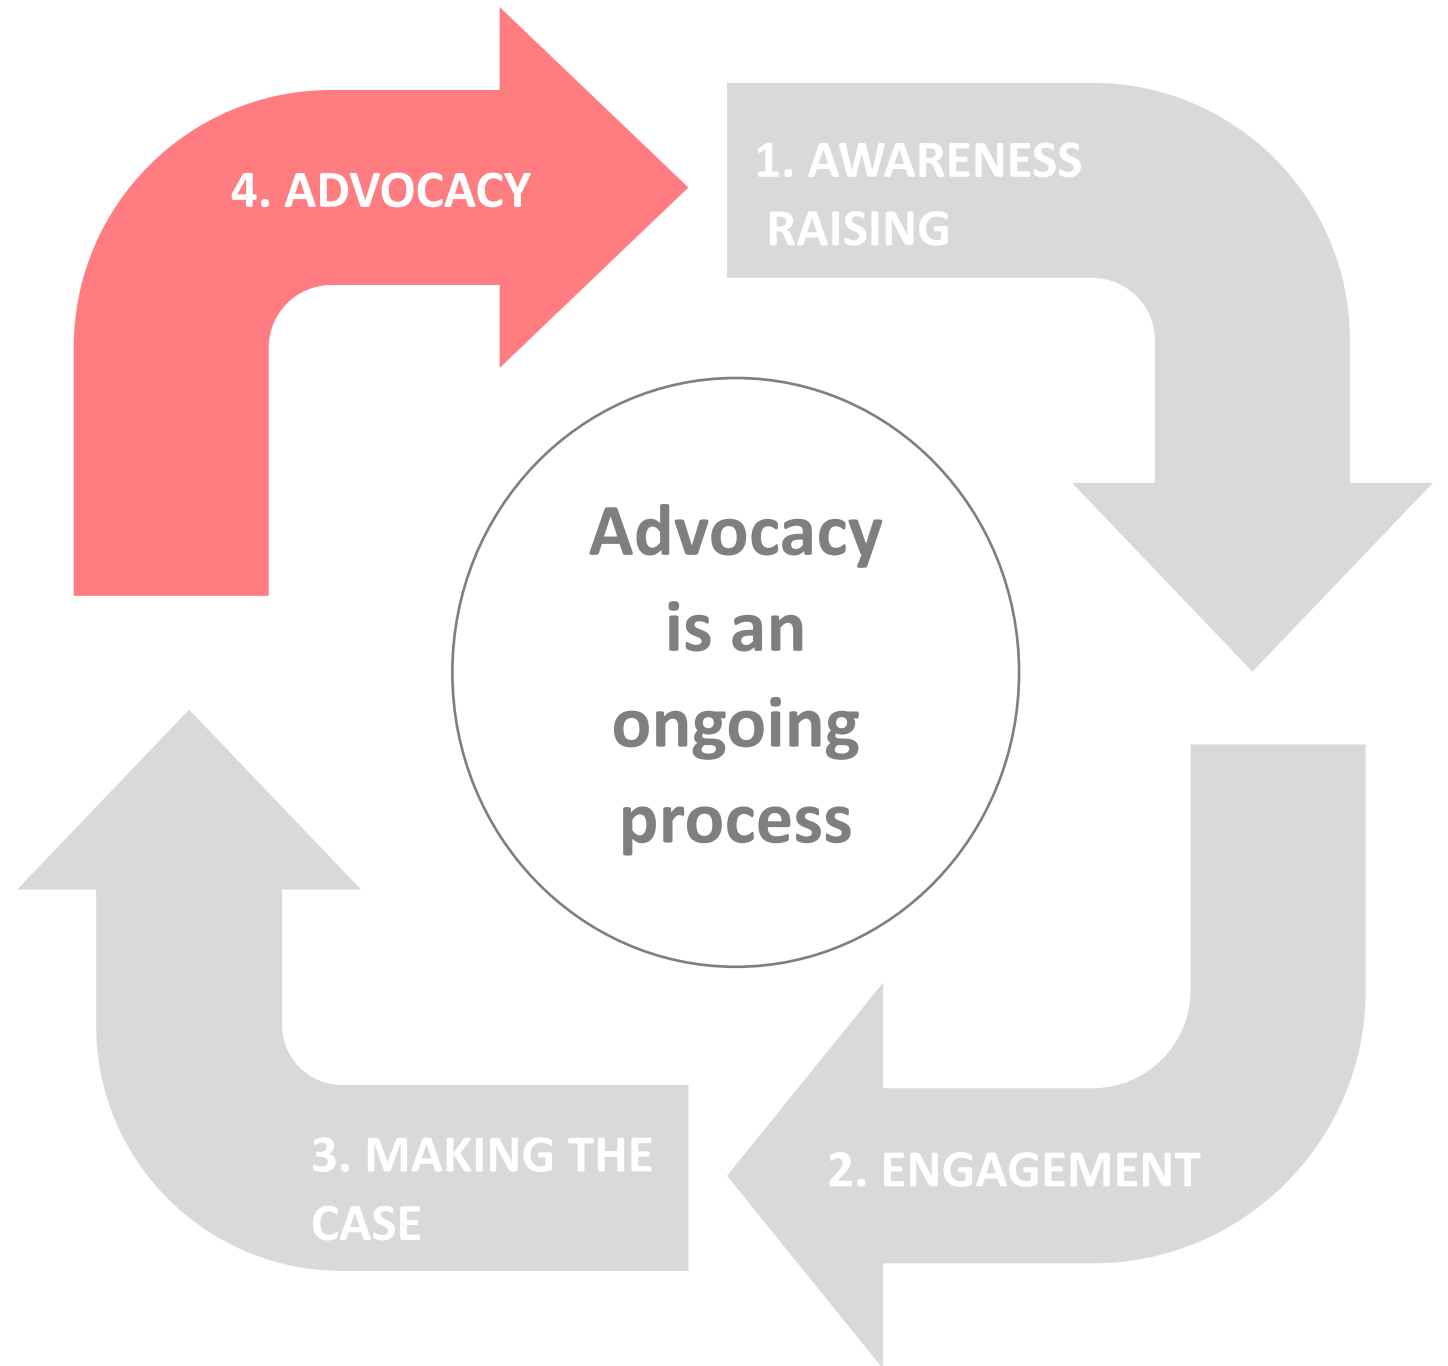 4. ADVOCACY
1. AWARENESS
RAISING
Advocacy
is an
ongoing
process
3. MAKING THE
CASE
2. ENGAGEMENT